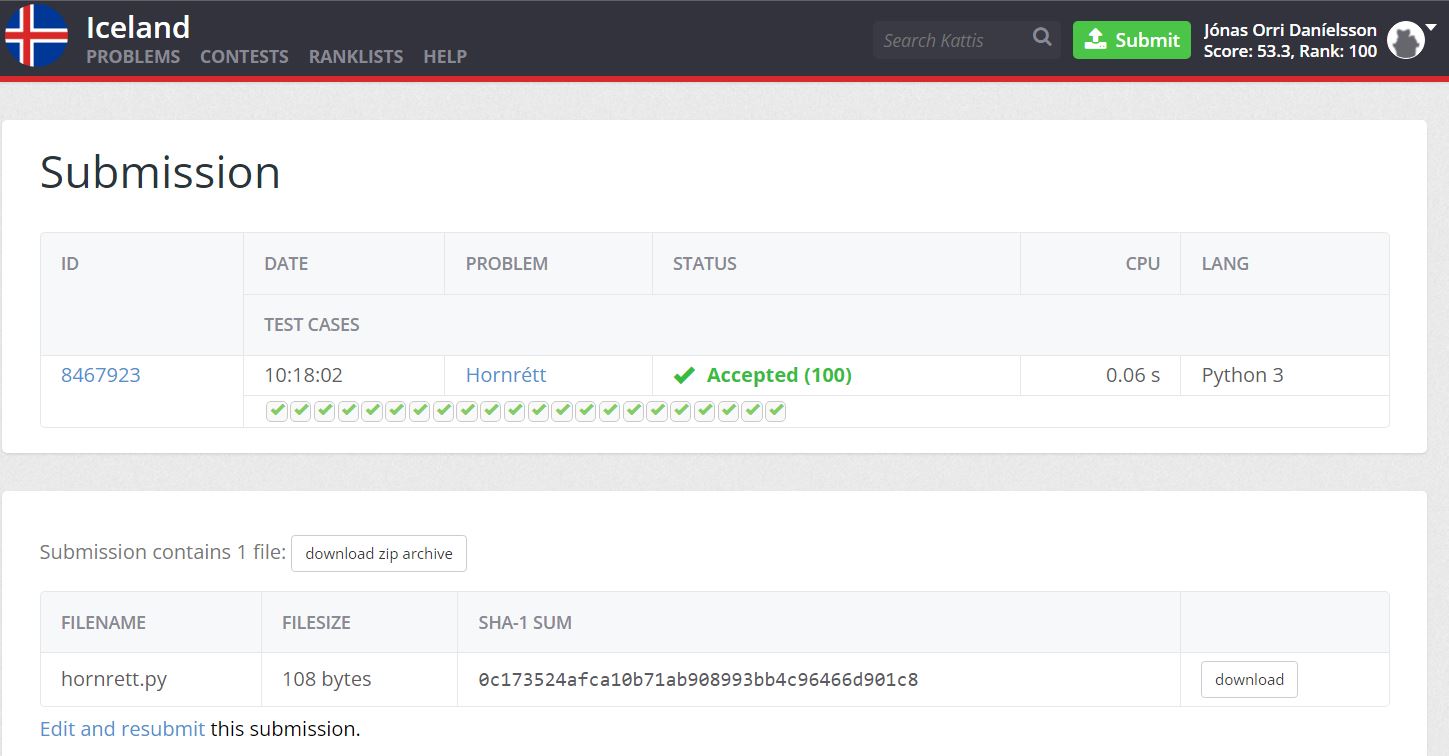 Iceland
PROBLEMS CONTESTS RANKLISTS HELP
Search Kattis
Submit
Jónas Orri Daníelsson
Score: 53.3, Rank: 100
Submission
ID DATE PROBLEM STATUS CPU LANG
TEST CASES
8467923 10:18:02 Hornrétt Accepted (100) 0.06 s Python 3
Submission contains 1 file: download zip archive
FILENAME FILESIZE SHA-1 SUM
hornrett.py 108 bytes 0c173524afca10b71ab908993bb4c96466d901c8 download
Edit and resubmit this submission.